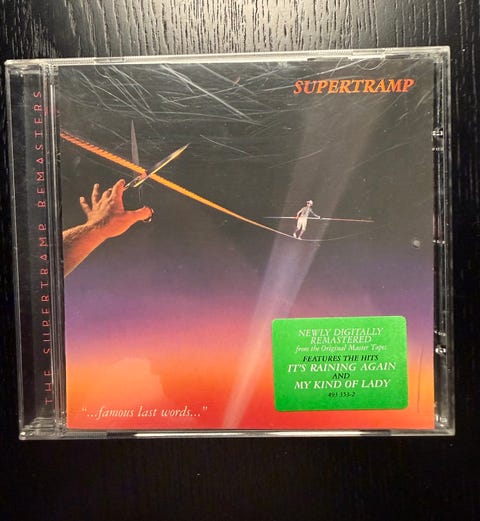 THE SUPERTRAMP REMASTERS
SUPERTRAMP
NEWLY DIGITALLY
REMASTERED
from the Original Master Tapes
FEATURES THE HITS
IT'S RAINING AGAIN
AND
MY KIND OF LADY
493 353-2
"...famous last words..."